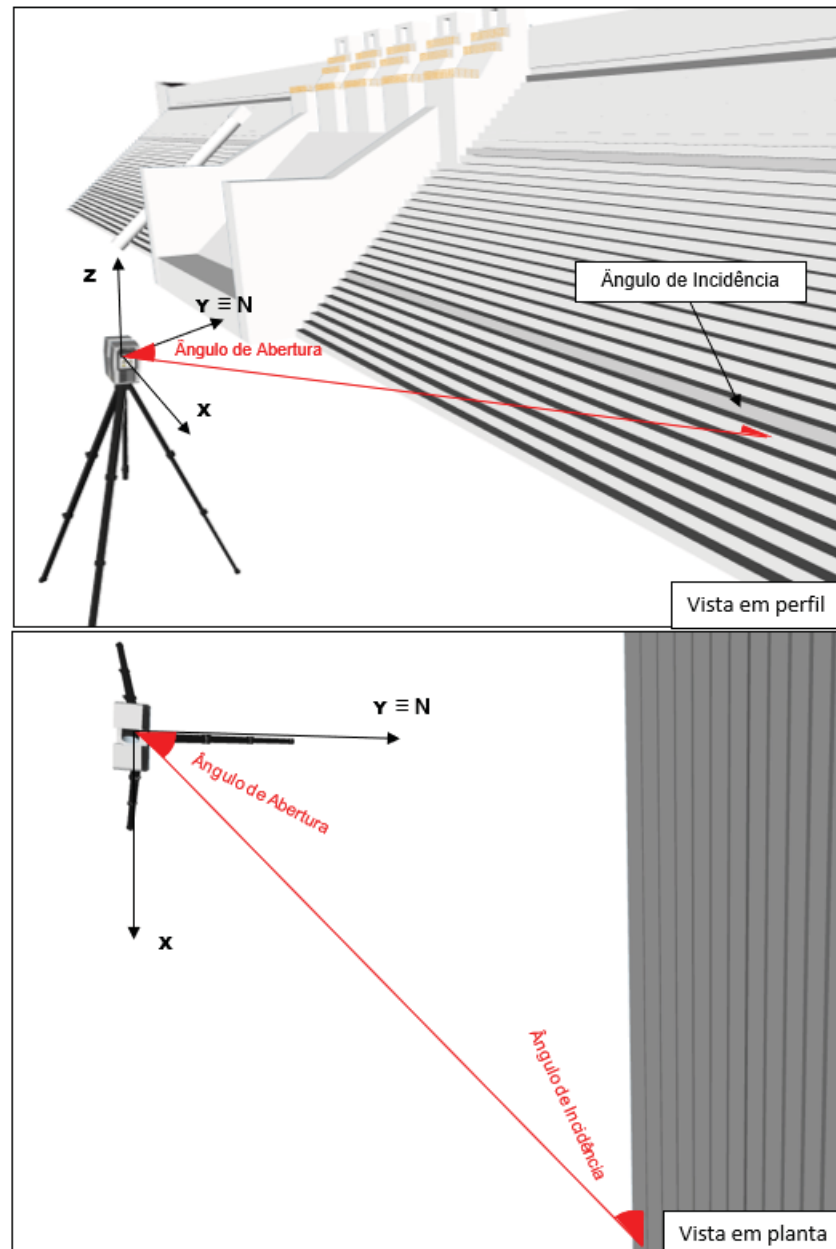 Ângulo de Incidência
Z
Y ≡ N
Ângulo de Abertura
X
Vista em perfil
Y ≡ N
Ângulo de Abertura
X
Ângulo de Incidência
Vista em planta